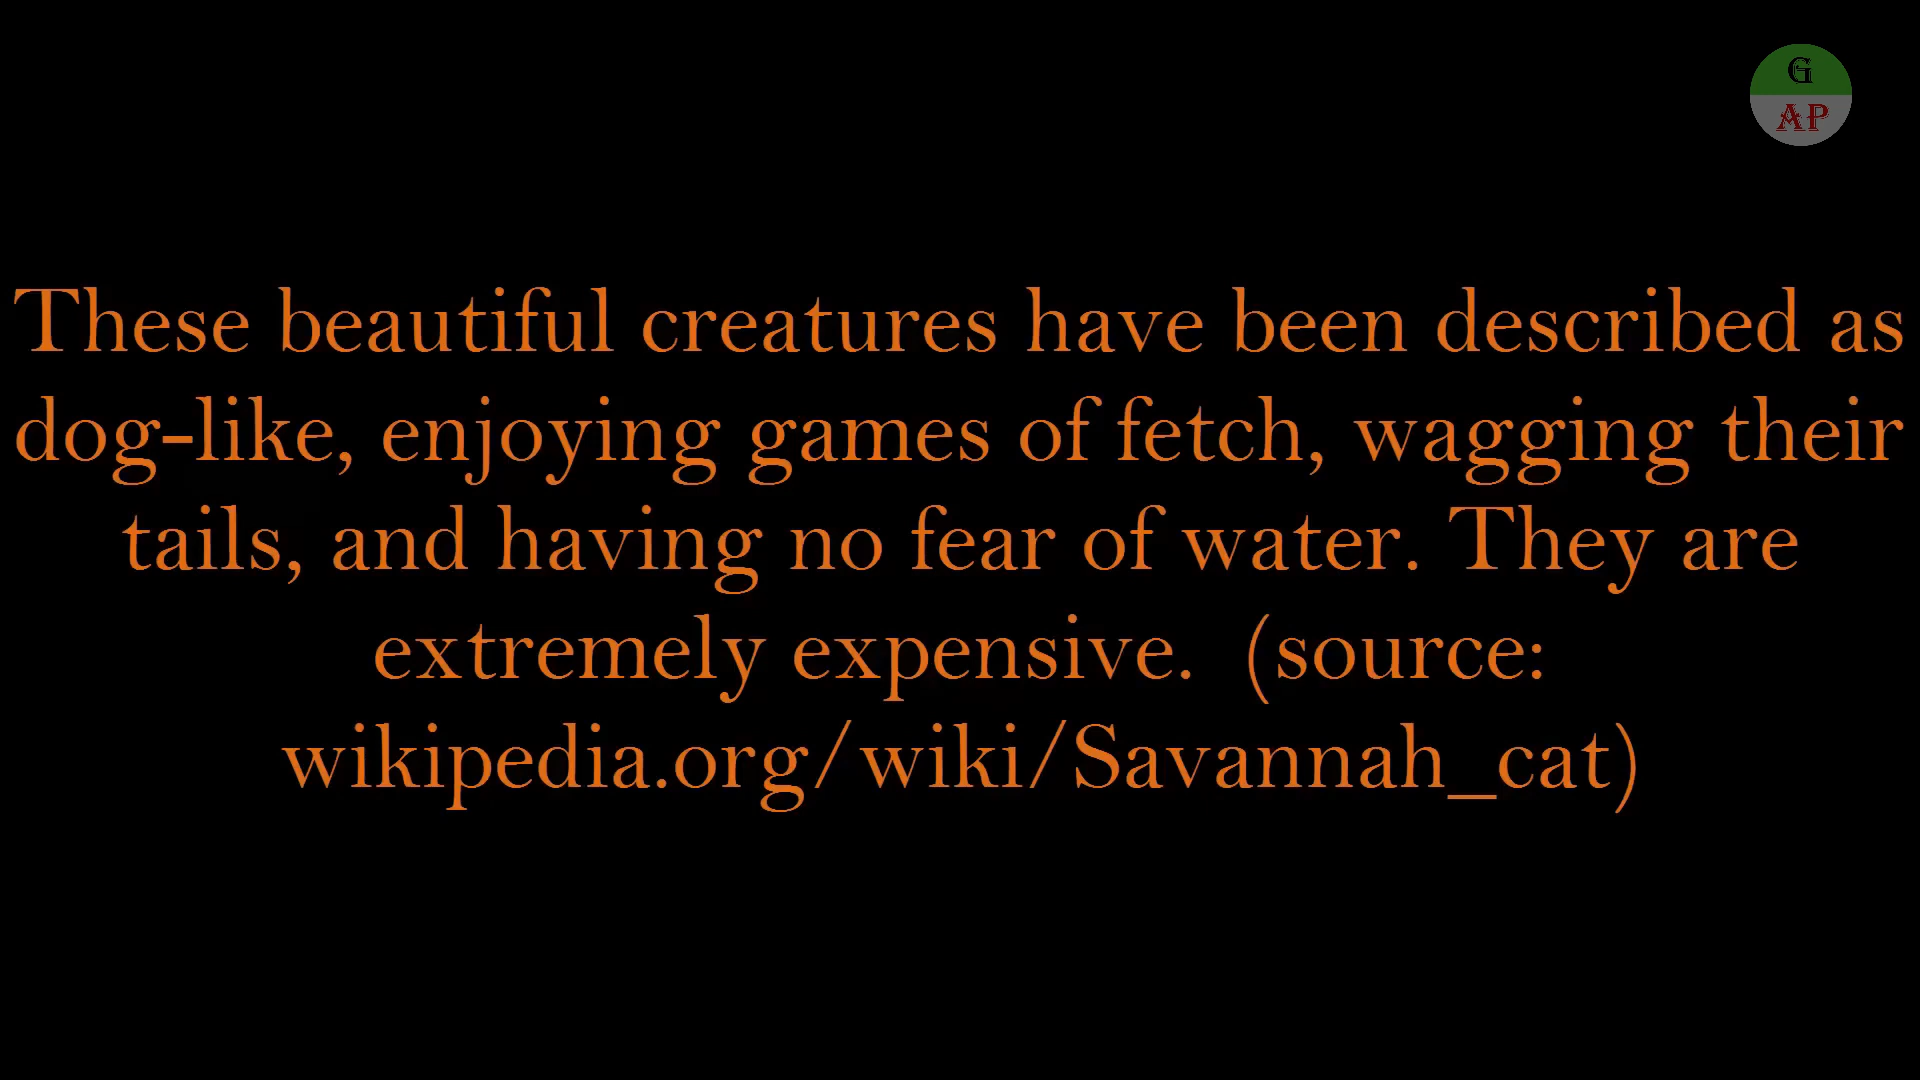 G
AP
These beautiful creatures have been described as
dog-like, enjoying games of fetch, wagging their
tails, and having no fear of water. They are
extremely expensive.  (source:
wikipedia.org/wiki/Savannah_cat)